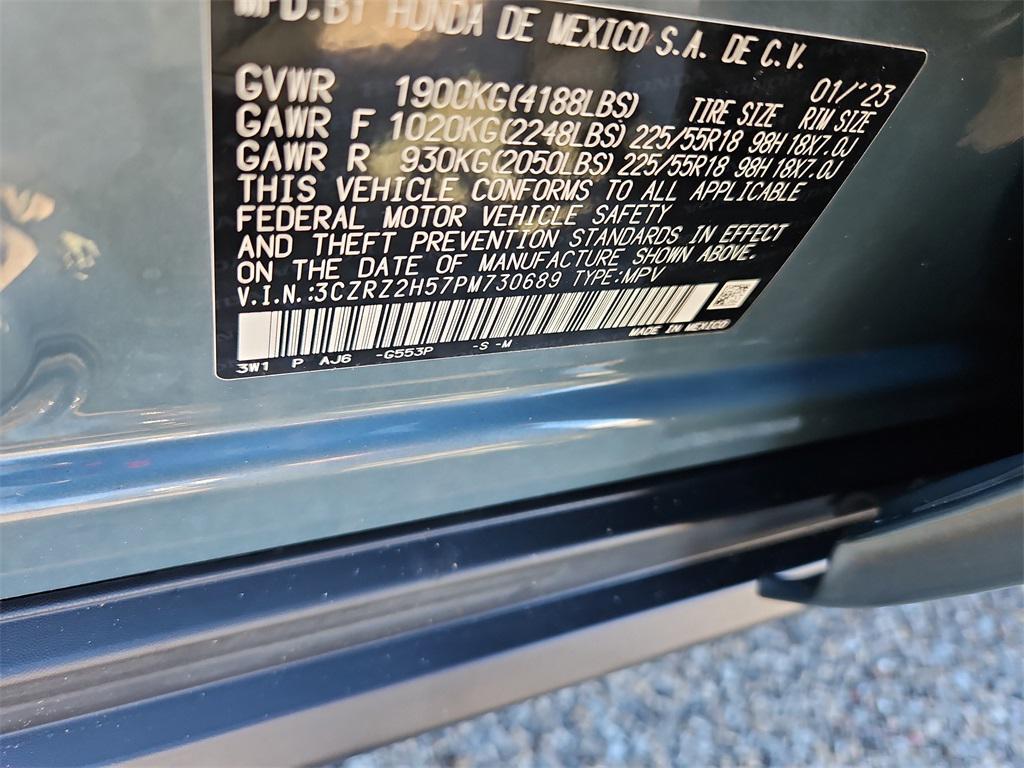 MFD. BY HONDA DE MEXICO S.A. DE C.V.
01/'23
GVWR 1900KG(4188LBS) TIRE SIZE RIM SIZE
GAWR F 1020KG(2248LBS) 225/55R18 98H 18X7.0J
GAWR R 930KG(2050LBS) 225/55R18 98H 18X7.0J
THIS VEHICLE CONFORMS TO ALL APPLICABLE
FEDERAL MOTOR VEHICLE SAFETY
AND THEFT PREVENTION STANDARDS IN EFFECT
ON THE DATE OF MANUFACTURE SHOWN ABOVE.
V.I.N.:3CZRZ2H57PM730689 TYPE:MPV
MADE IN MEXICO
3W1 P AJ6 -G553P -S -M